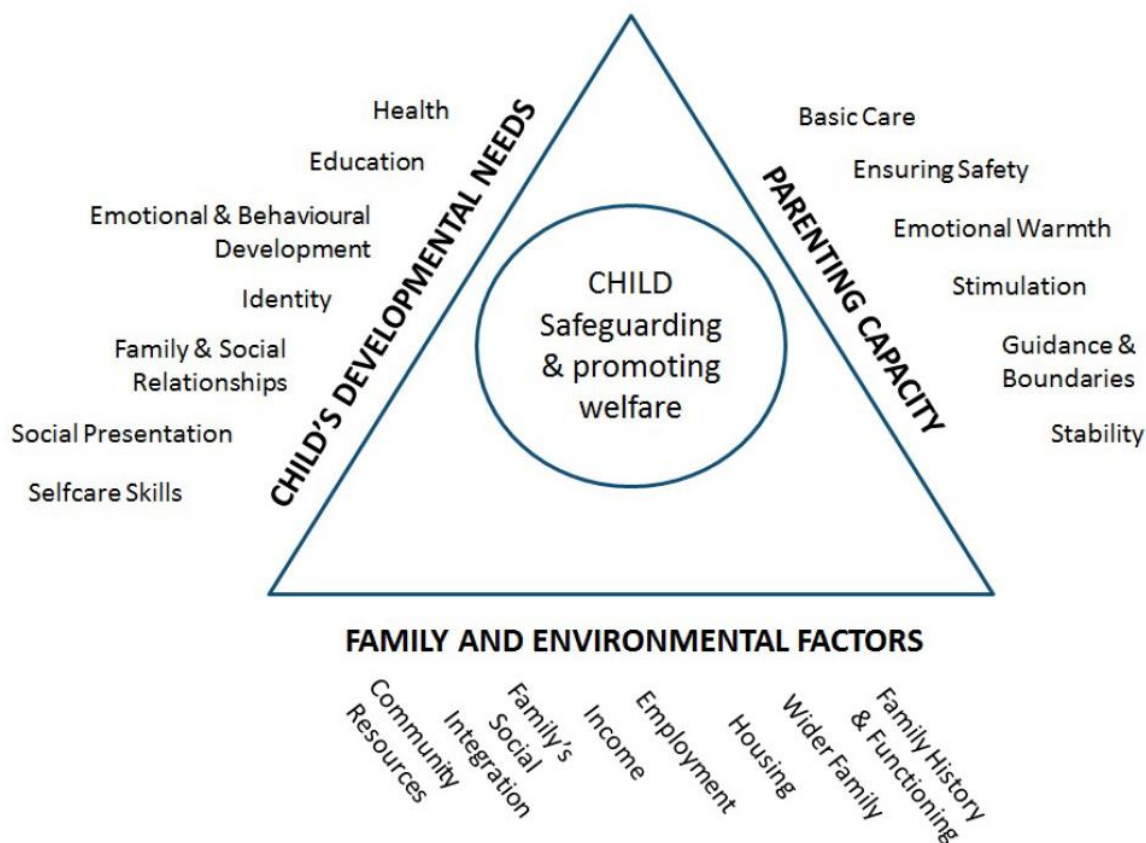 Health
Education
Emotional & Behavioural
Development
Identity
Family & Social
Relationships
Social Presentation
Selfcare Skills
CHILD'S DEVELOPMENTAL NEEDS
CHILD
Safeguarding
& promoting
welfare
PARENTING CAPACITY
Basic Care
Ensuring Safety
Emotional Warmth
Stimulation
Guidance &
Boundaries
Stability
FAMILY AND ENVIRONMENTAL FACTORS
Community
Resources
Family's
Social
Integration
Income
Employment
Housing
Wider Family
Family History
& Functioning